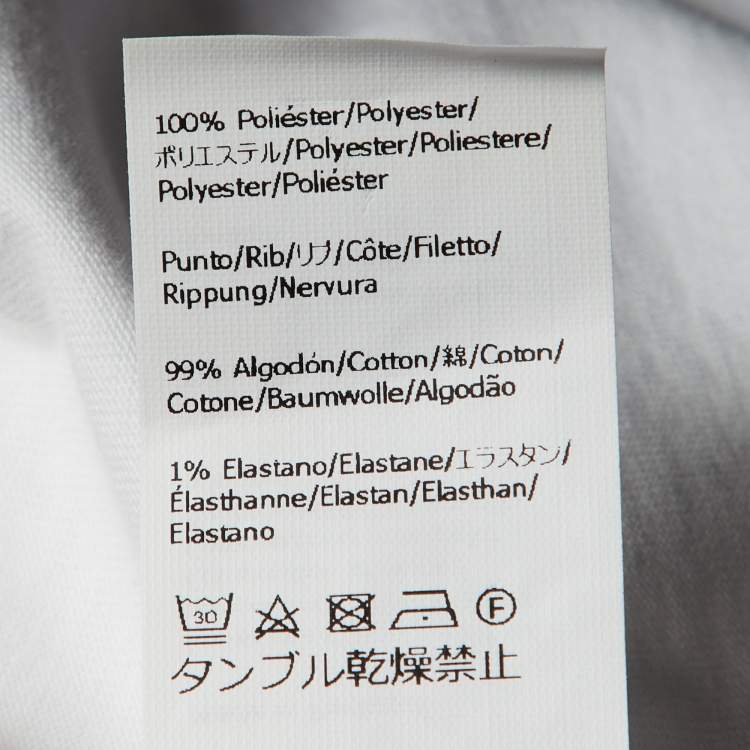 100% Poliéster/Polyester/
ポリエステル/Polyester/Poliestere/
Polyester/Poliéster
Punto/Rib/リブ/Côte/Filetto/
Rippung/Nervura
99% Algodón/Cotton/綿/Coton/
Cotone/Baumwolle/Algodão
1% Elastano/Elastane/エラスタン/
Élasthanne/Elastan/Elasthan/
Elastano
30 F
タンブル乾燥禁止